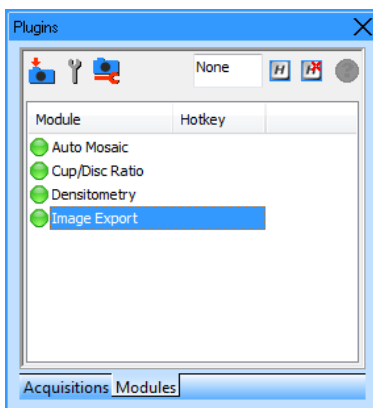 Plugins
None H H
Module Hotkey
Auto Mosaic
Cup/Disc Ratio
Densitometry
Image Export
Acquisitions Modules